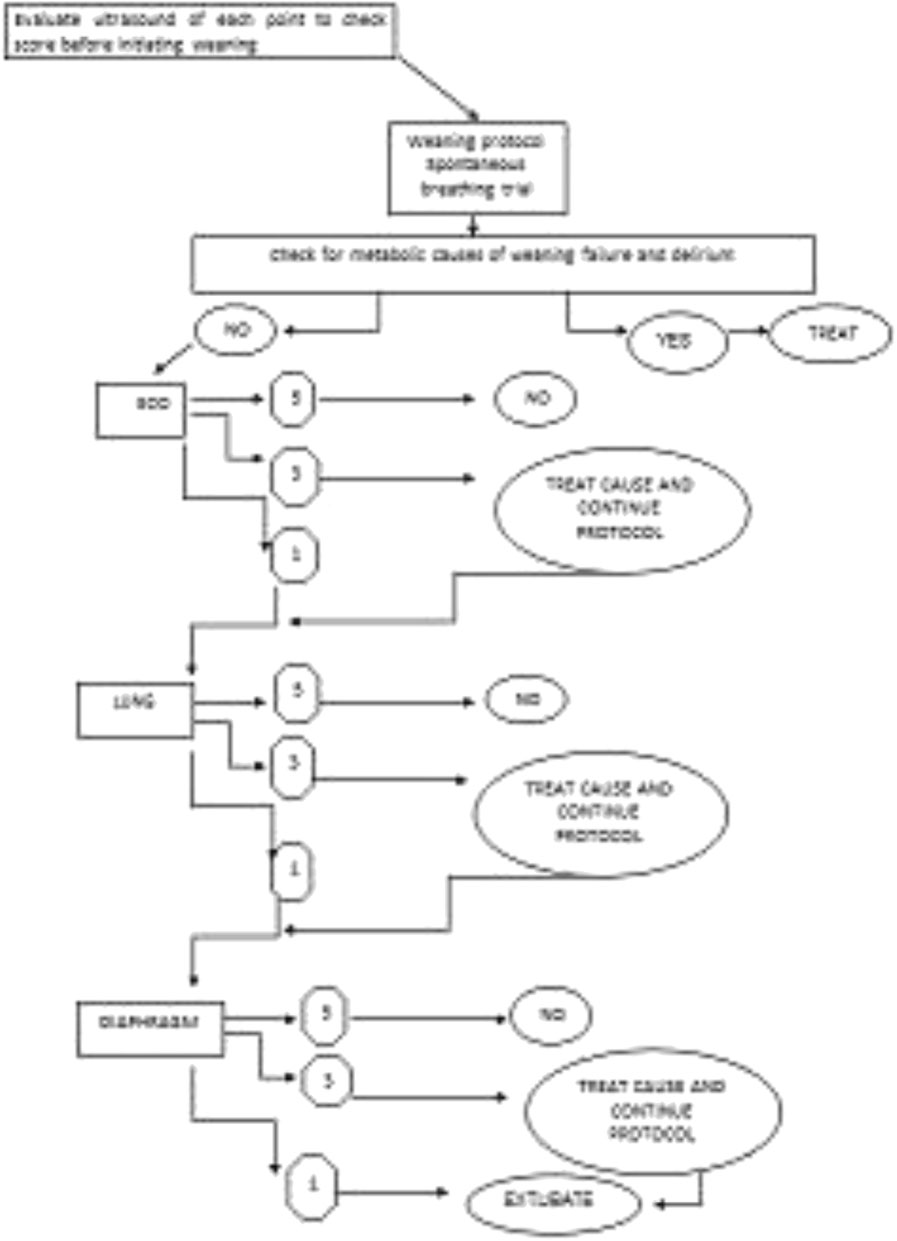 Evaluate ultrasound of each point to check
score before initiating weaning
Weaning protocol
Spontaneous
breathing trial
Check for metabolic causes of weaning failure and delirium
NO
YES
TREAT
5
NO
3
TREAT CAUSE AND
CONTINUE
PROTOCOL
1
LUNG
5
NO
3
TREAT CAUSE AND
CONTINUE
PROTOCOL
1
DIAPHRAGM
5
NO
3
TREAT CAUSE AND
CONTINUE
PROTOCOL
1
EXTUBATE